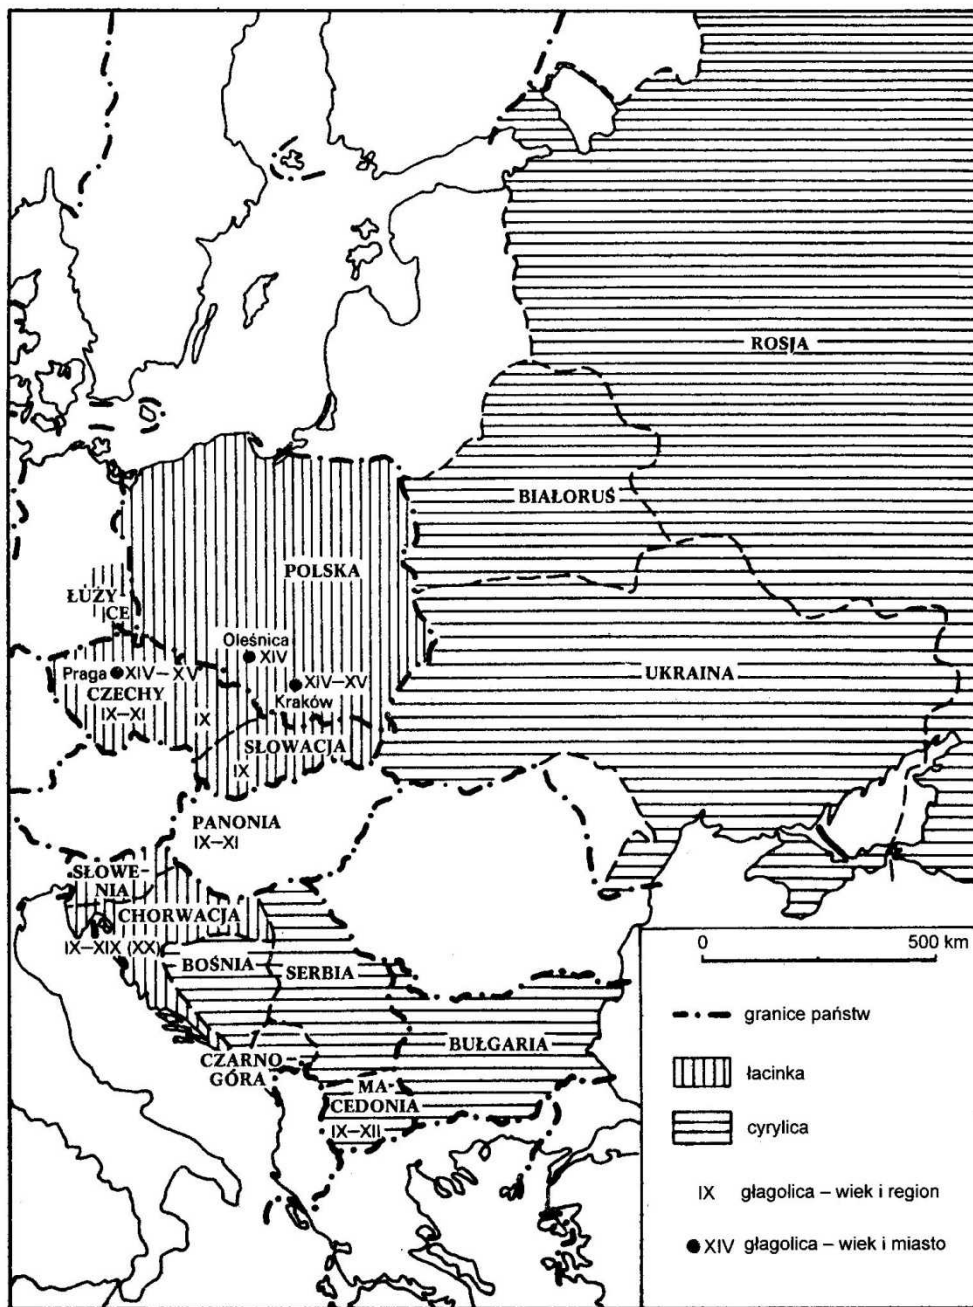 ROSJA
BIAŁORUŚ
POLSKA
ŁUŻY
CE
Oleśnica
XIV
UKRAINA
Praga XIV–XV
CZECHY
IX–XI
XIV–XV
Kraków
IX
SŁOWACJA
IX
PANONIA
IX–XI
SŁOWE-
NIA
CHORWACJA
IX–XIX (XX)
BOŚNIA
SERBIA
BUŁGARIA
CZARNO-
GÓRA
MA-
CEDONIA
IX–XII
0 500 km
granice państw
łacinka
cyrylica
IX głagolica – wiek i region
XIV głagolica – wiek i miasto